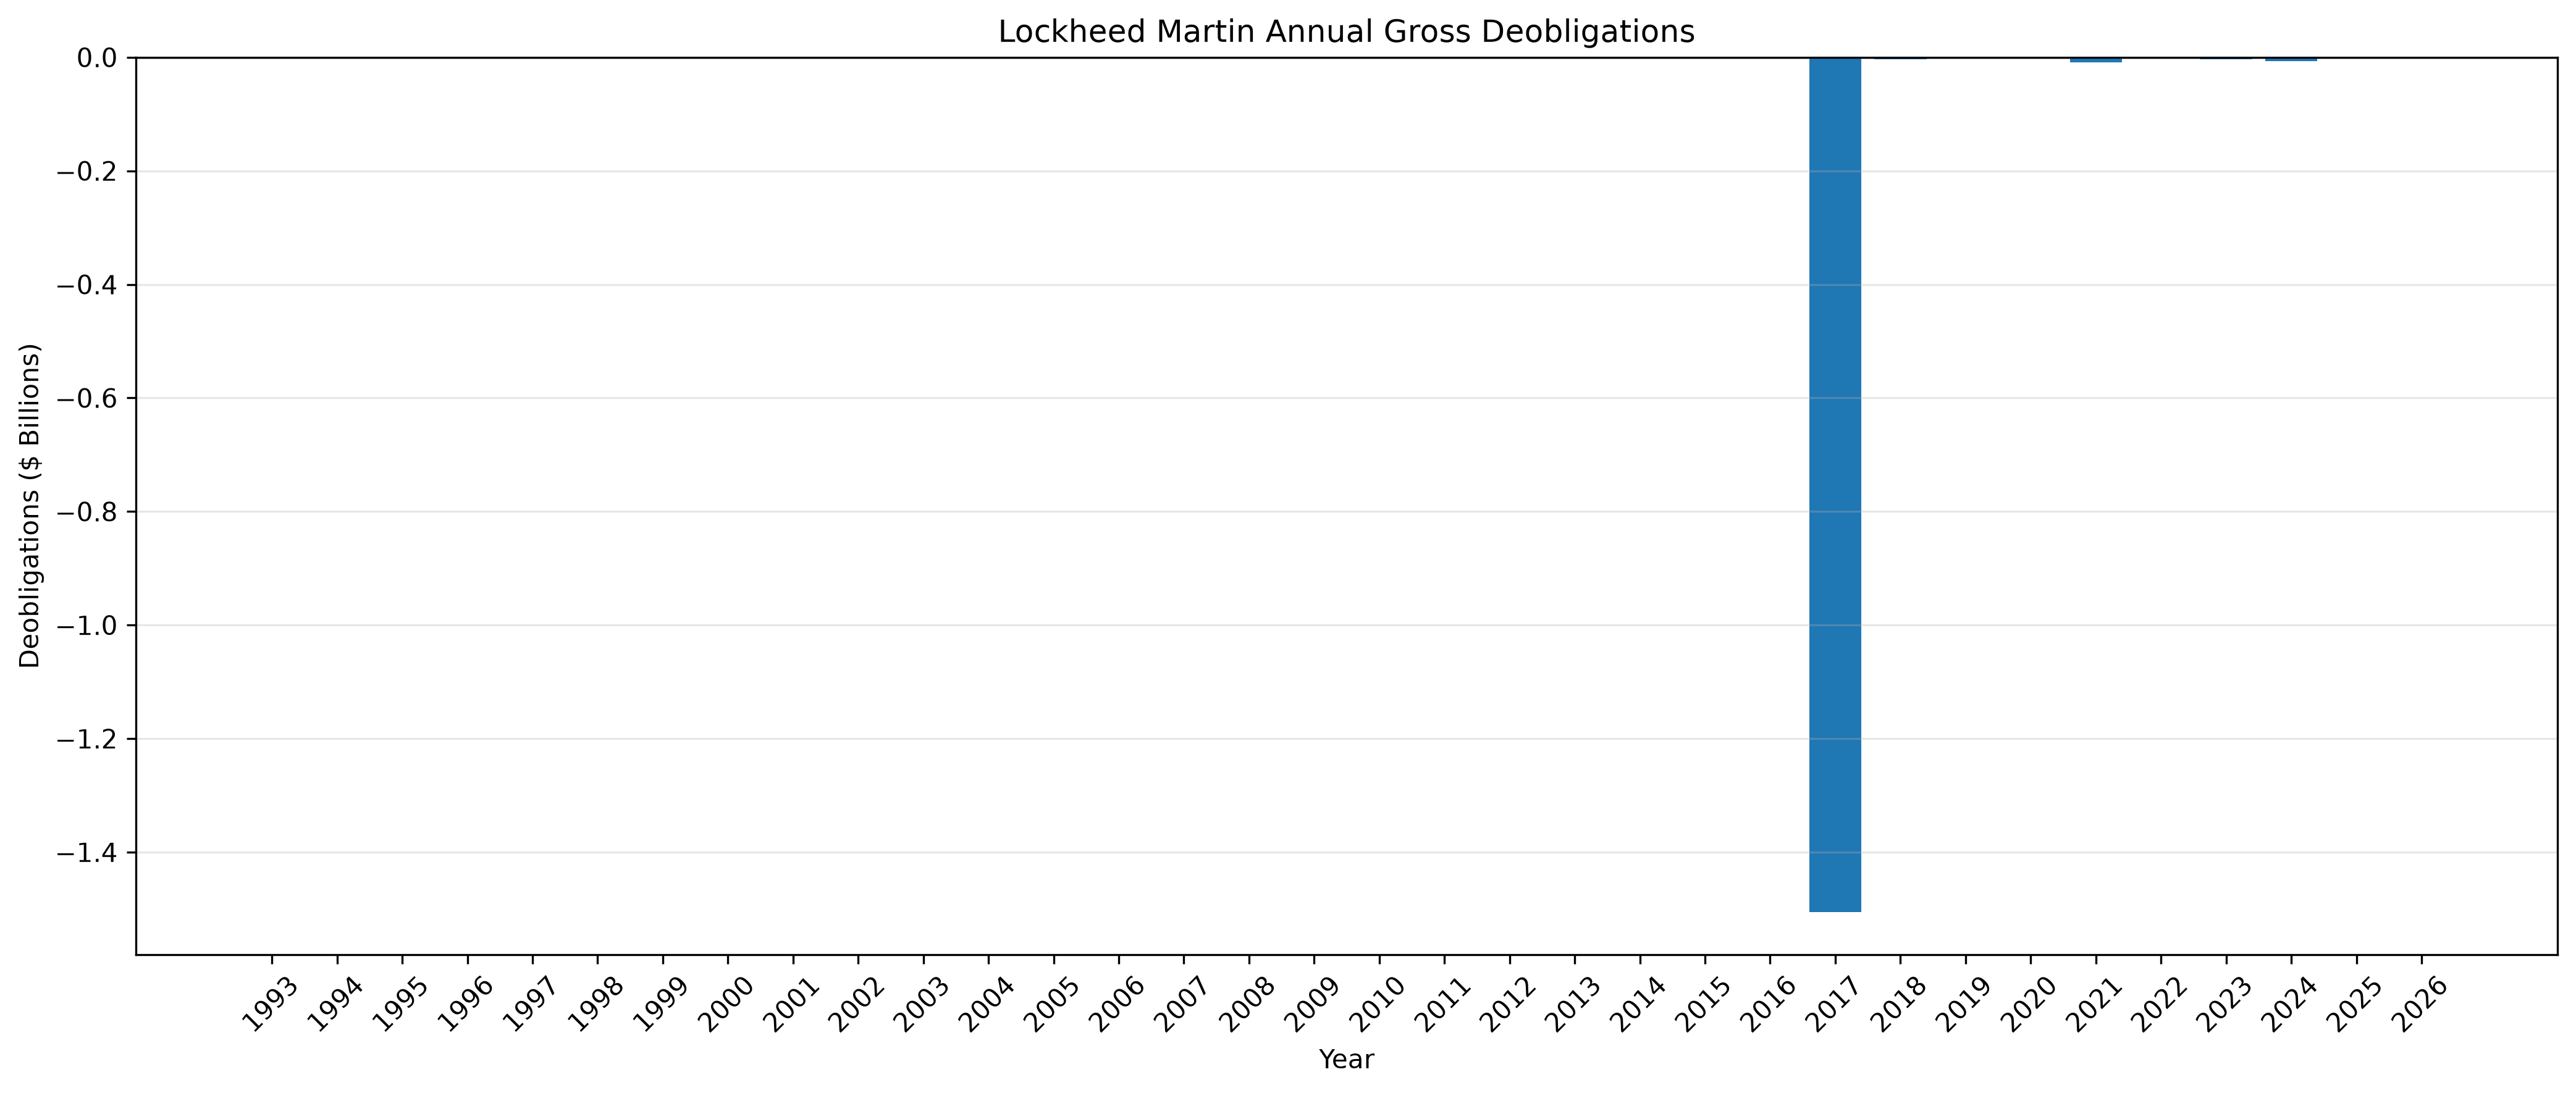 Lockheed Martin Annual Gross Deobligations
0.0
−0.2
−0.4
−0.6
−0.8
−1.0
−1.2
−1.4
Deobligations ($ Billions)
1993 1994 1995 1996 1997 1998 1999 2000 2001 2002 2003 2004 2005 2006 2007 2008 2009 2010 2011 2012 2013 2014 2015 2016 2017 2018 2019 2020 2021 2022 2023 2024 2025 2026
Year